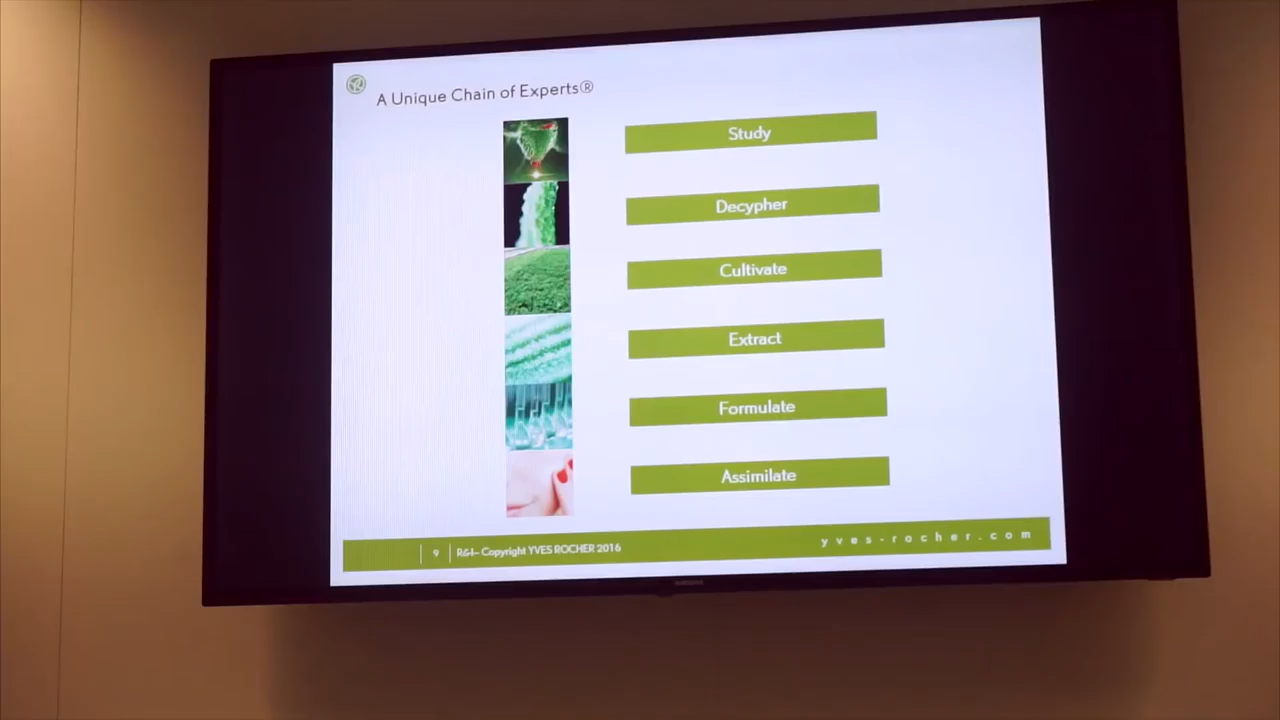 A Unique Chain of Experts®
Study
Decypher
Cultivate
Extract
Formulate
Assimilate
9
R&I– Copyright YVES ROCHER 2016
yves-rocher.com